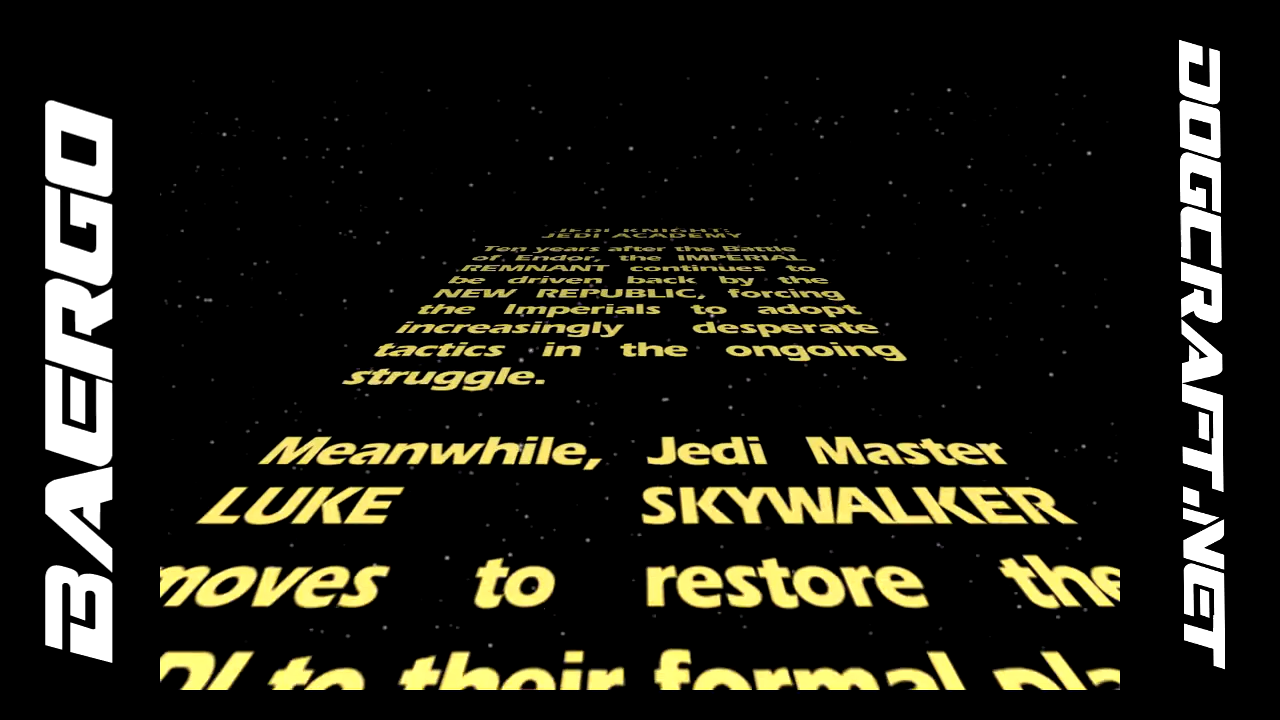 BAERGO
JEDI KNIGHT:
JEDI ACADEMY
Ten years after the Battle
of Endor, the IMPERIAL
REMNANT continues to
be driven back by the
NEW REPUBLIC, forcing
the Imperials to adopt
increasingly desperate
tactics in the ongoing
struggle.
Meanwhile, Jedi Master
LUKE SKYWALKER
moves to restore the
to their formal
DOGCRAFT.NET